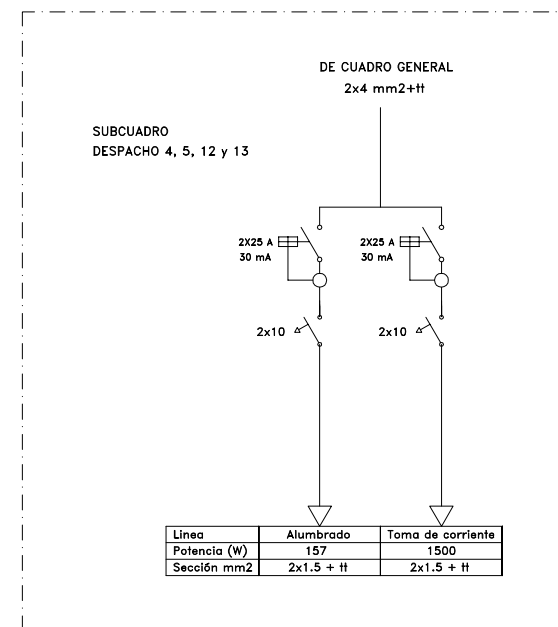 DE CUADRO GENERAL
2x4 mm2+tt
SUBCUADRO
DESPACHO 4, 5, 12 y 13
2X25 A
30 mA
2X25 A
30 mA
2x10
2x10
Linea Alumbrado Toma de corriente
Potencia (W) 157 1500
Sección mm2 2x1.5 + tt 2x1.5 + tt